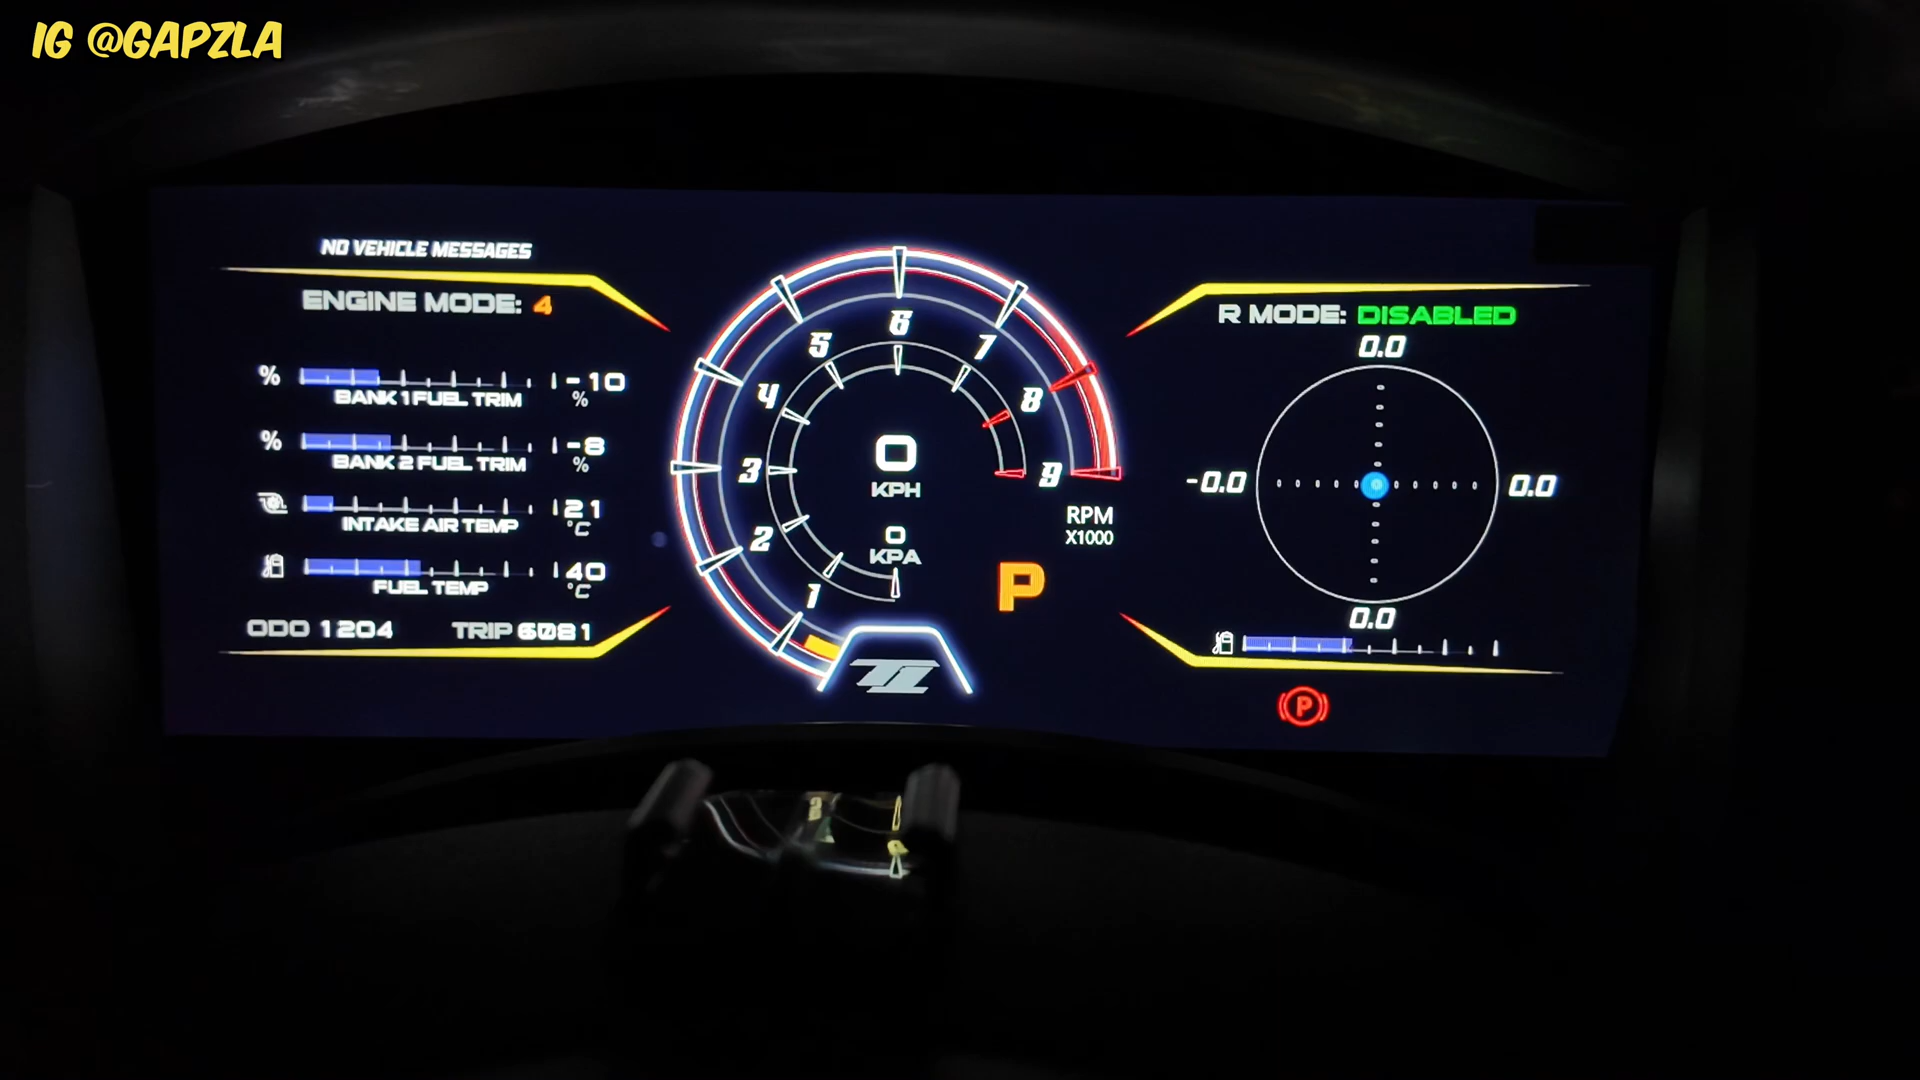 IG @GAPZLA
NO VEHICLE MESSAGES
ENGINE MODE: 4
% -10
BANK 1 FUEL TRIM %
% -8
BANK 2 FUEL TRIM %
21
INTAKE AIR TEMP °C
40
FUEL TEMP °C
ODO 1204 TRIP 6081
1
2
3
4
5
6
7
8
9
0
KPH
0
KPA
RPM
X1000
P
R MODE: DISABLED
0.0
-0.0 0.0
0.0
P